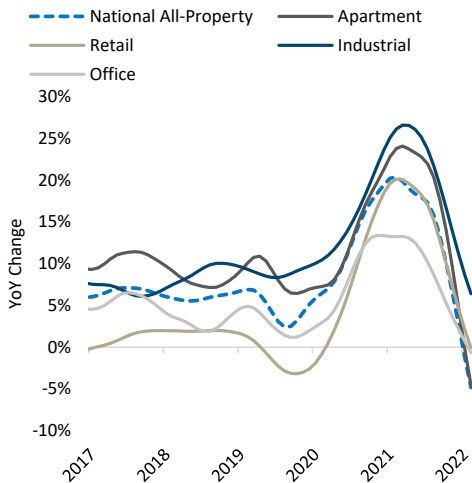 National All-Property Apartment
Retail Industrial
Office
30%
25%
20%
15%
10%
5%
0%
-5%
-10%
YoY Change
2017 2018 2019 2020 2021 2022